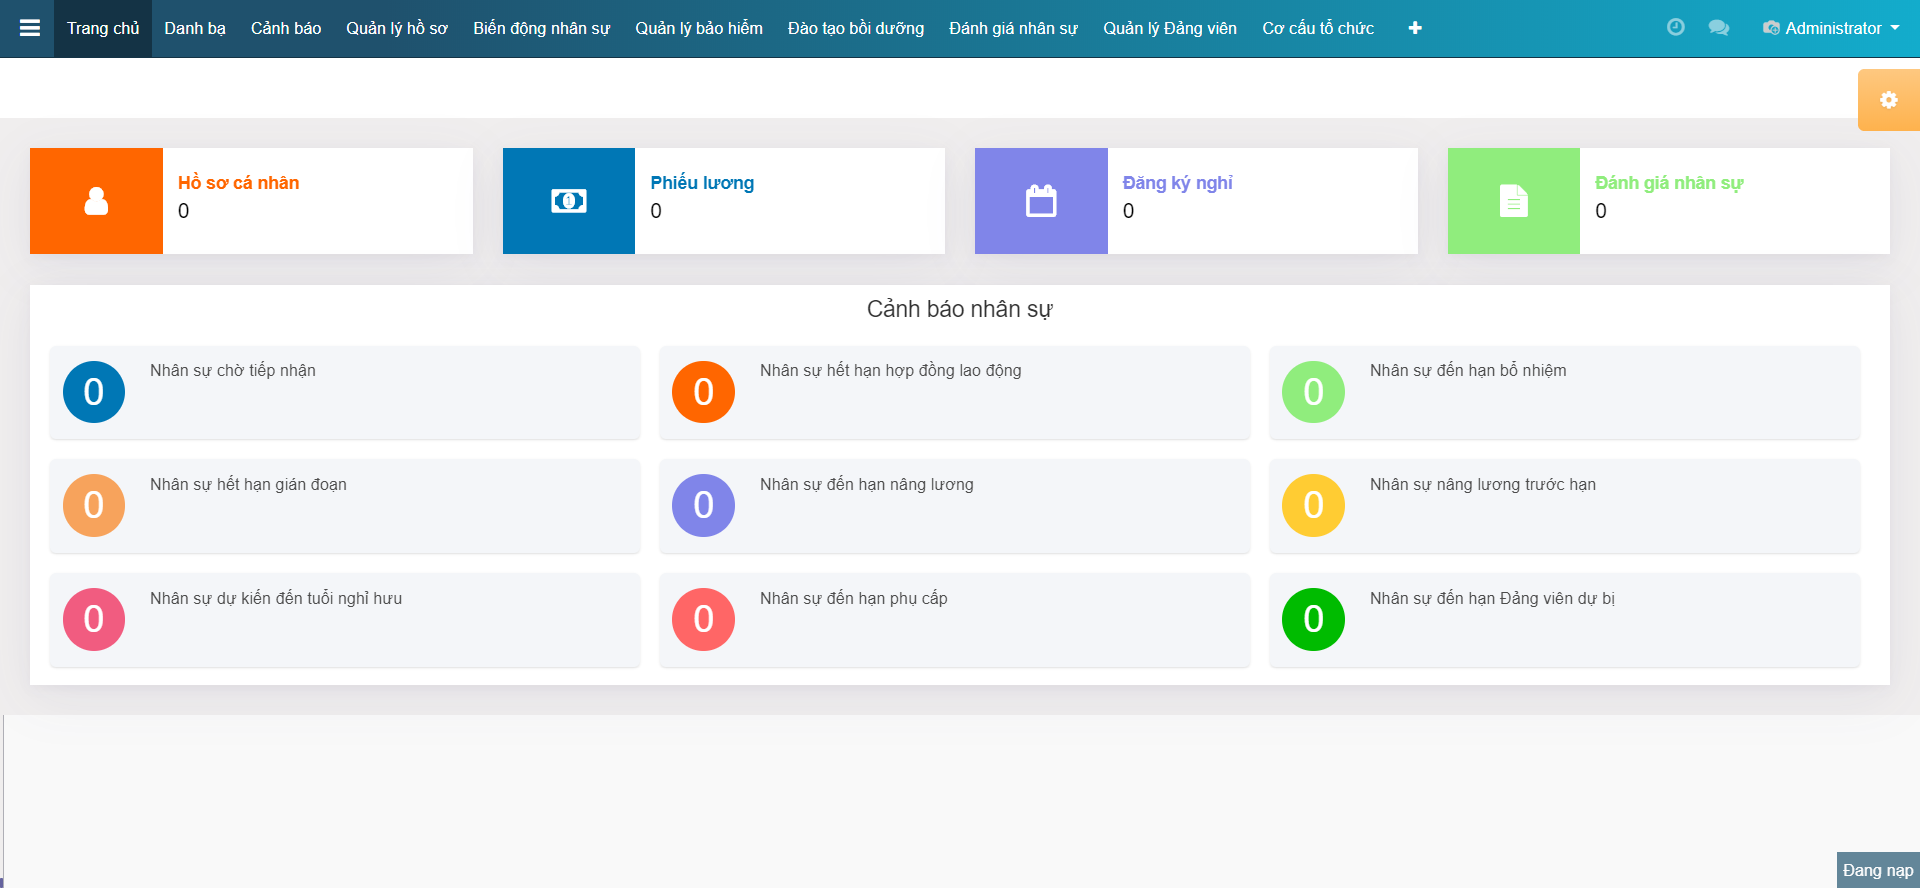 Trang chủ Danh bạ Cảnh báo Quản lý hồ sơ Biến động nhân sự Quản lý bảo hiểm Đào tạo bồi dưỡng Đánh giá nhân sự Quản lý Đảng viên Cơ cấu tổ chức Administrator
Hồ sơ cá nhân
0
Phiếu lương
0
Đăng ký nghỉ
0
Đánh giá nhân sự
0
Cảnh báo nhân sự
0 Nhân sự chờ tiếp nhận
0 Nhân sự hết hạn hợp đồng lao động
0 Nhân sự đến hạn bổ nhiệm
0 Nhân sự hết hạn gián đoạn
0 Nhân sự đến hạn nâng lương
0 Nhân sự nâng lương trước hạn
0 Nhân sự dự kiến đến tuổi nghỉ hưu
0 Nhân sự đến hạn phụ cấp
0 Nhân sự đến hạn Đảng viên dự bị
Đang nạp